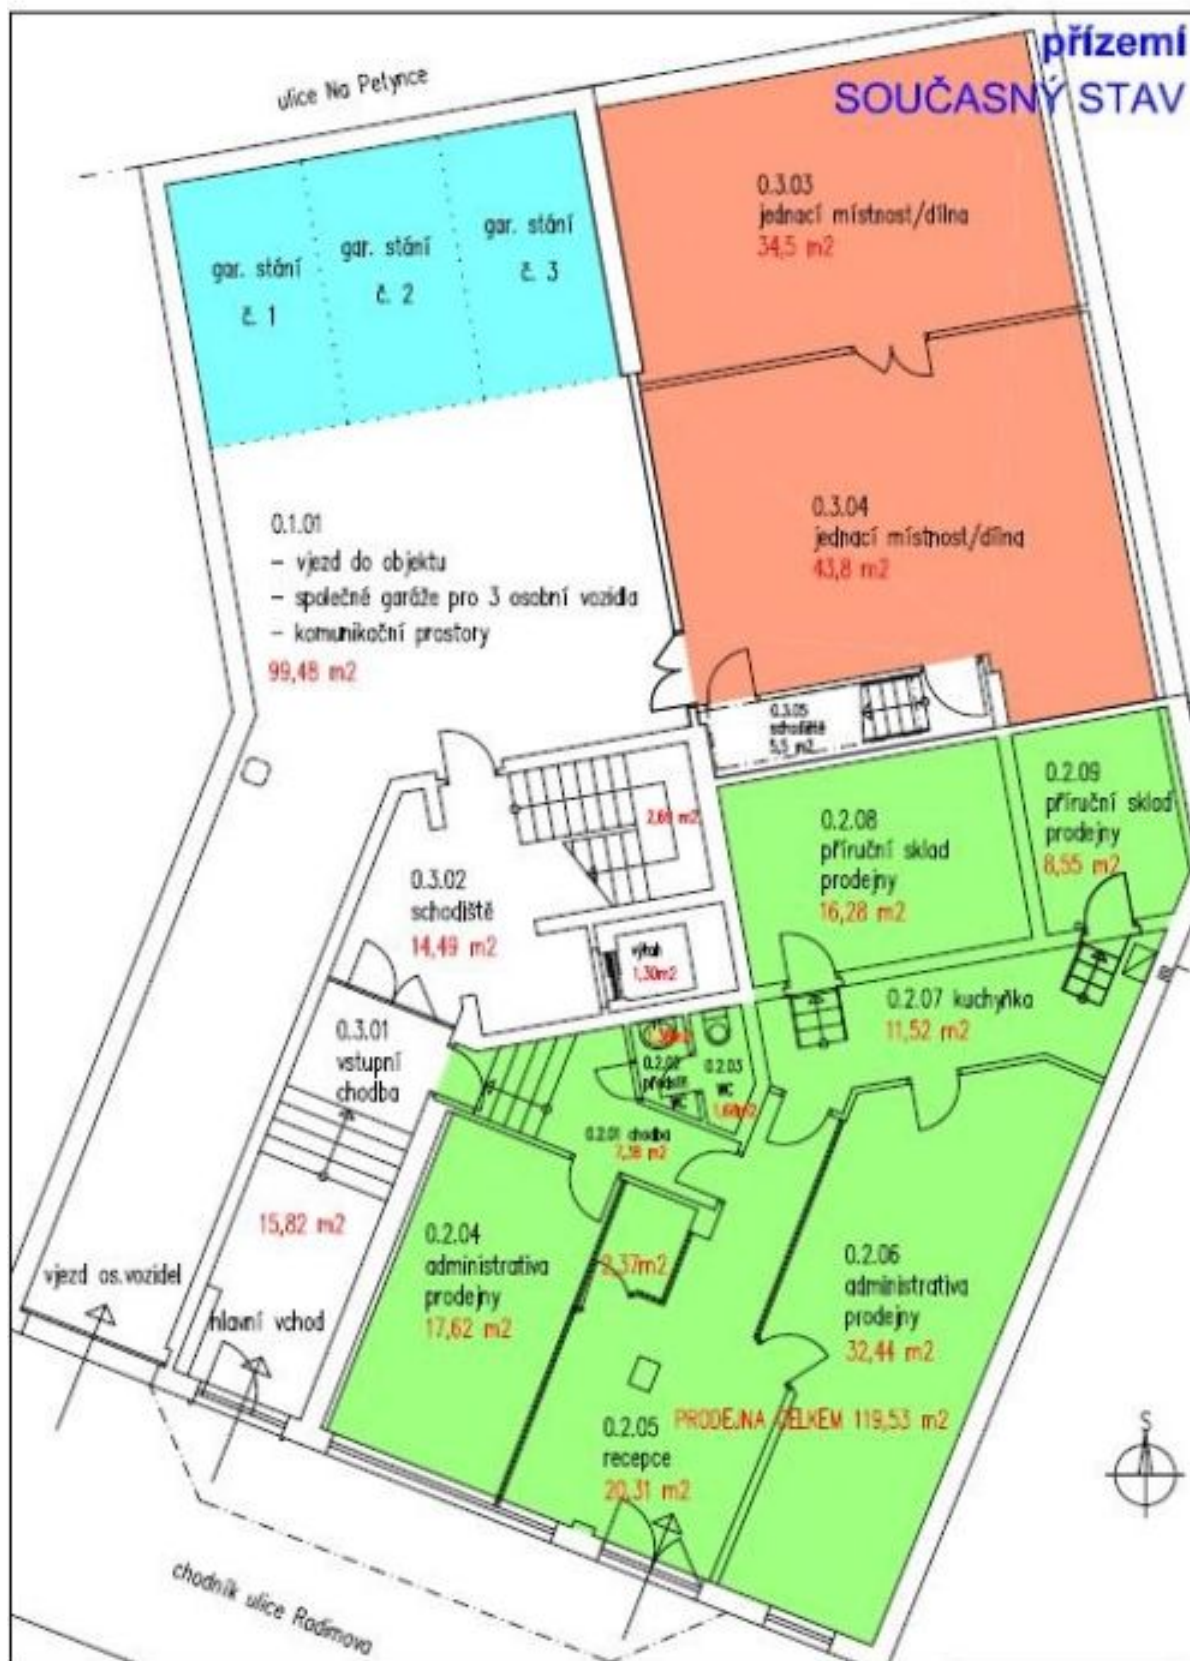 přízemí
SOUČASNÝ STAV
ulice Na Petynce
gar. stání
č. 1
gar. stání
č. 2
gar. stání
č. 3
0.3.03
jednací místnost/dílna
34,5 m2
0.3.04
jednací místnost/dílna
43,8 m2
0.1.01
- vjezd do objektu
- společné garáže pro 3 osobní vozidla
- komunikační prostory
99,48 m2
0.3.05
schodiště
5,5 m2
0.2.09
příruční sklad
prodejny
8,55 m2
0.2.08
příruční sklad
prodejny
16,28 m2
0.3.02
schodiště
14,49 m2
výtah
1,30m2
0.2.07 kuchyňka
11,52 m2
0.3.01
vstupní
chodba
0.2.02
předsíň
WC
0.2.03
WC
0.2.01 chodba
7,38 m2
15,82 m2
0.2.04
administrativa
prodejny
17,62 m2
2,37m2
0.2.06
administrativa
prodejny
32,44 m2
vjezd os.vozidel
hlavní vchod
0.2.05
recepce
20,31 m2
PRODEJNA CELKEM 119,53 m2
S
chodník ulice Radimova